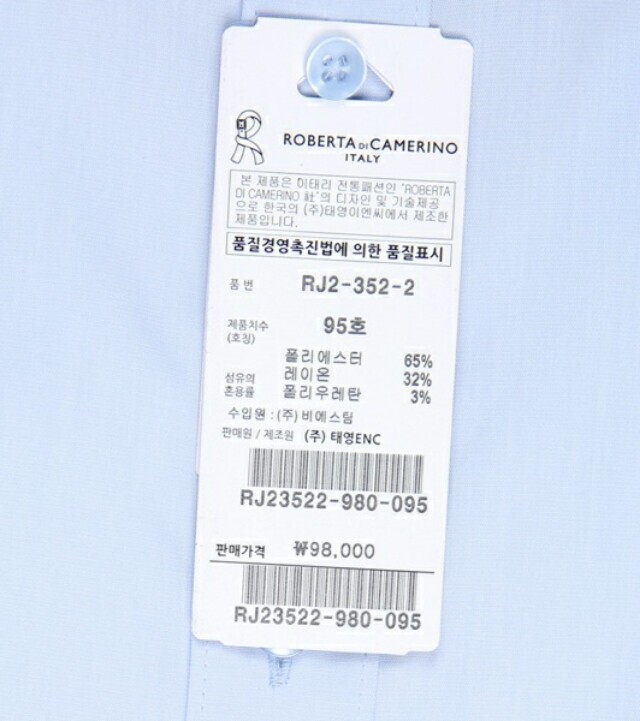 ROBERTA DI CAMERINO
ITALY
본 제품은 이태리 전통패션인 "ROBERTA
DI CAMERINO 社"의 디자인 및 기술제공
으로 한국의 (주)태영이엔씨에서 제조한
제품입니다.
품질경영촉진법에 의한 품질표시
품 번 RJ2-352-2
제품치수 95호
(호칭)
폴리에스터 65%
섬유의 레이온 32%
혼용률 폴리우레탄 3%
수입원 : (주) 비에스팀
판매원 / 제조원 (주) 태영ENC
RJ23522-980-095
판매가격 ₩98,000
RJ23522-980-095